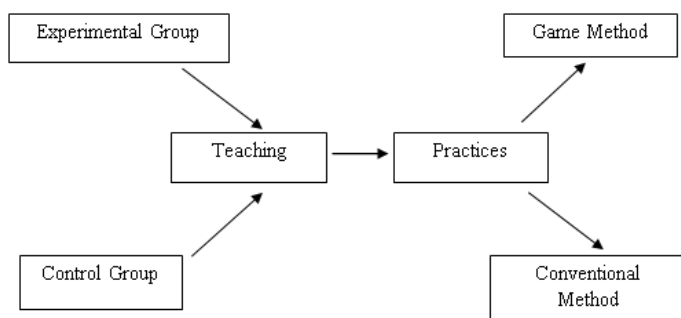 Experimental Group
Game Method
Teaching
Practices
Control Group
Conventional
Method